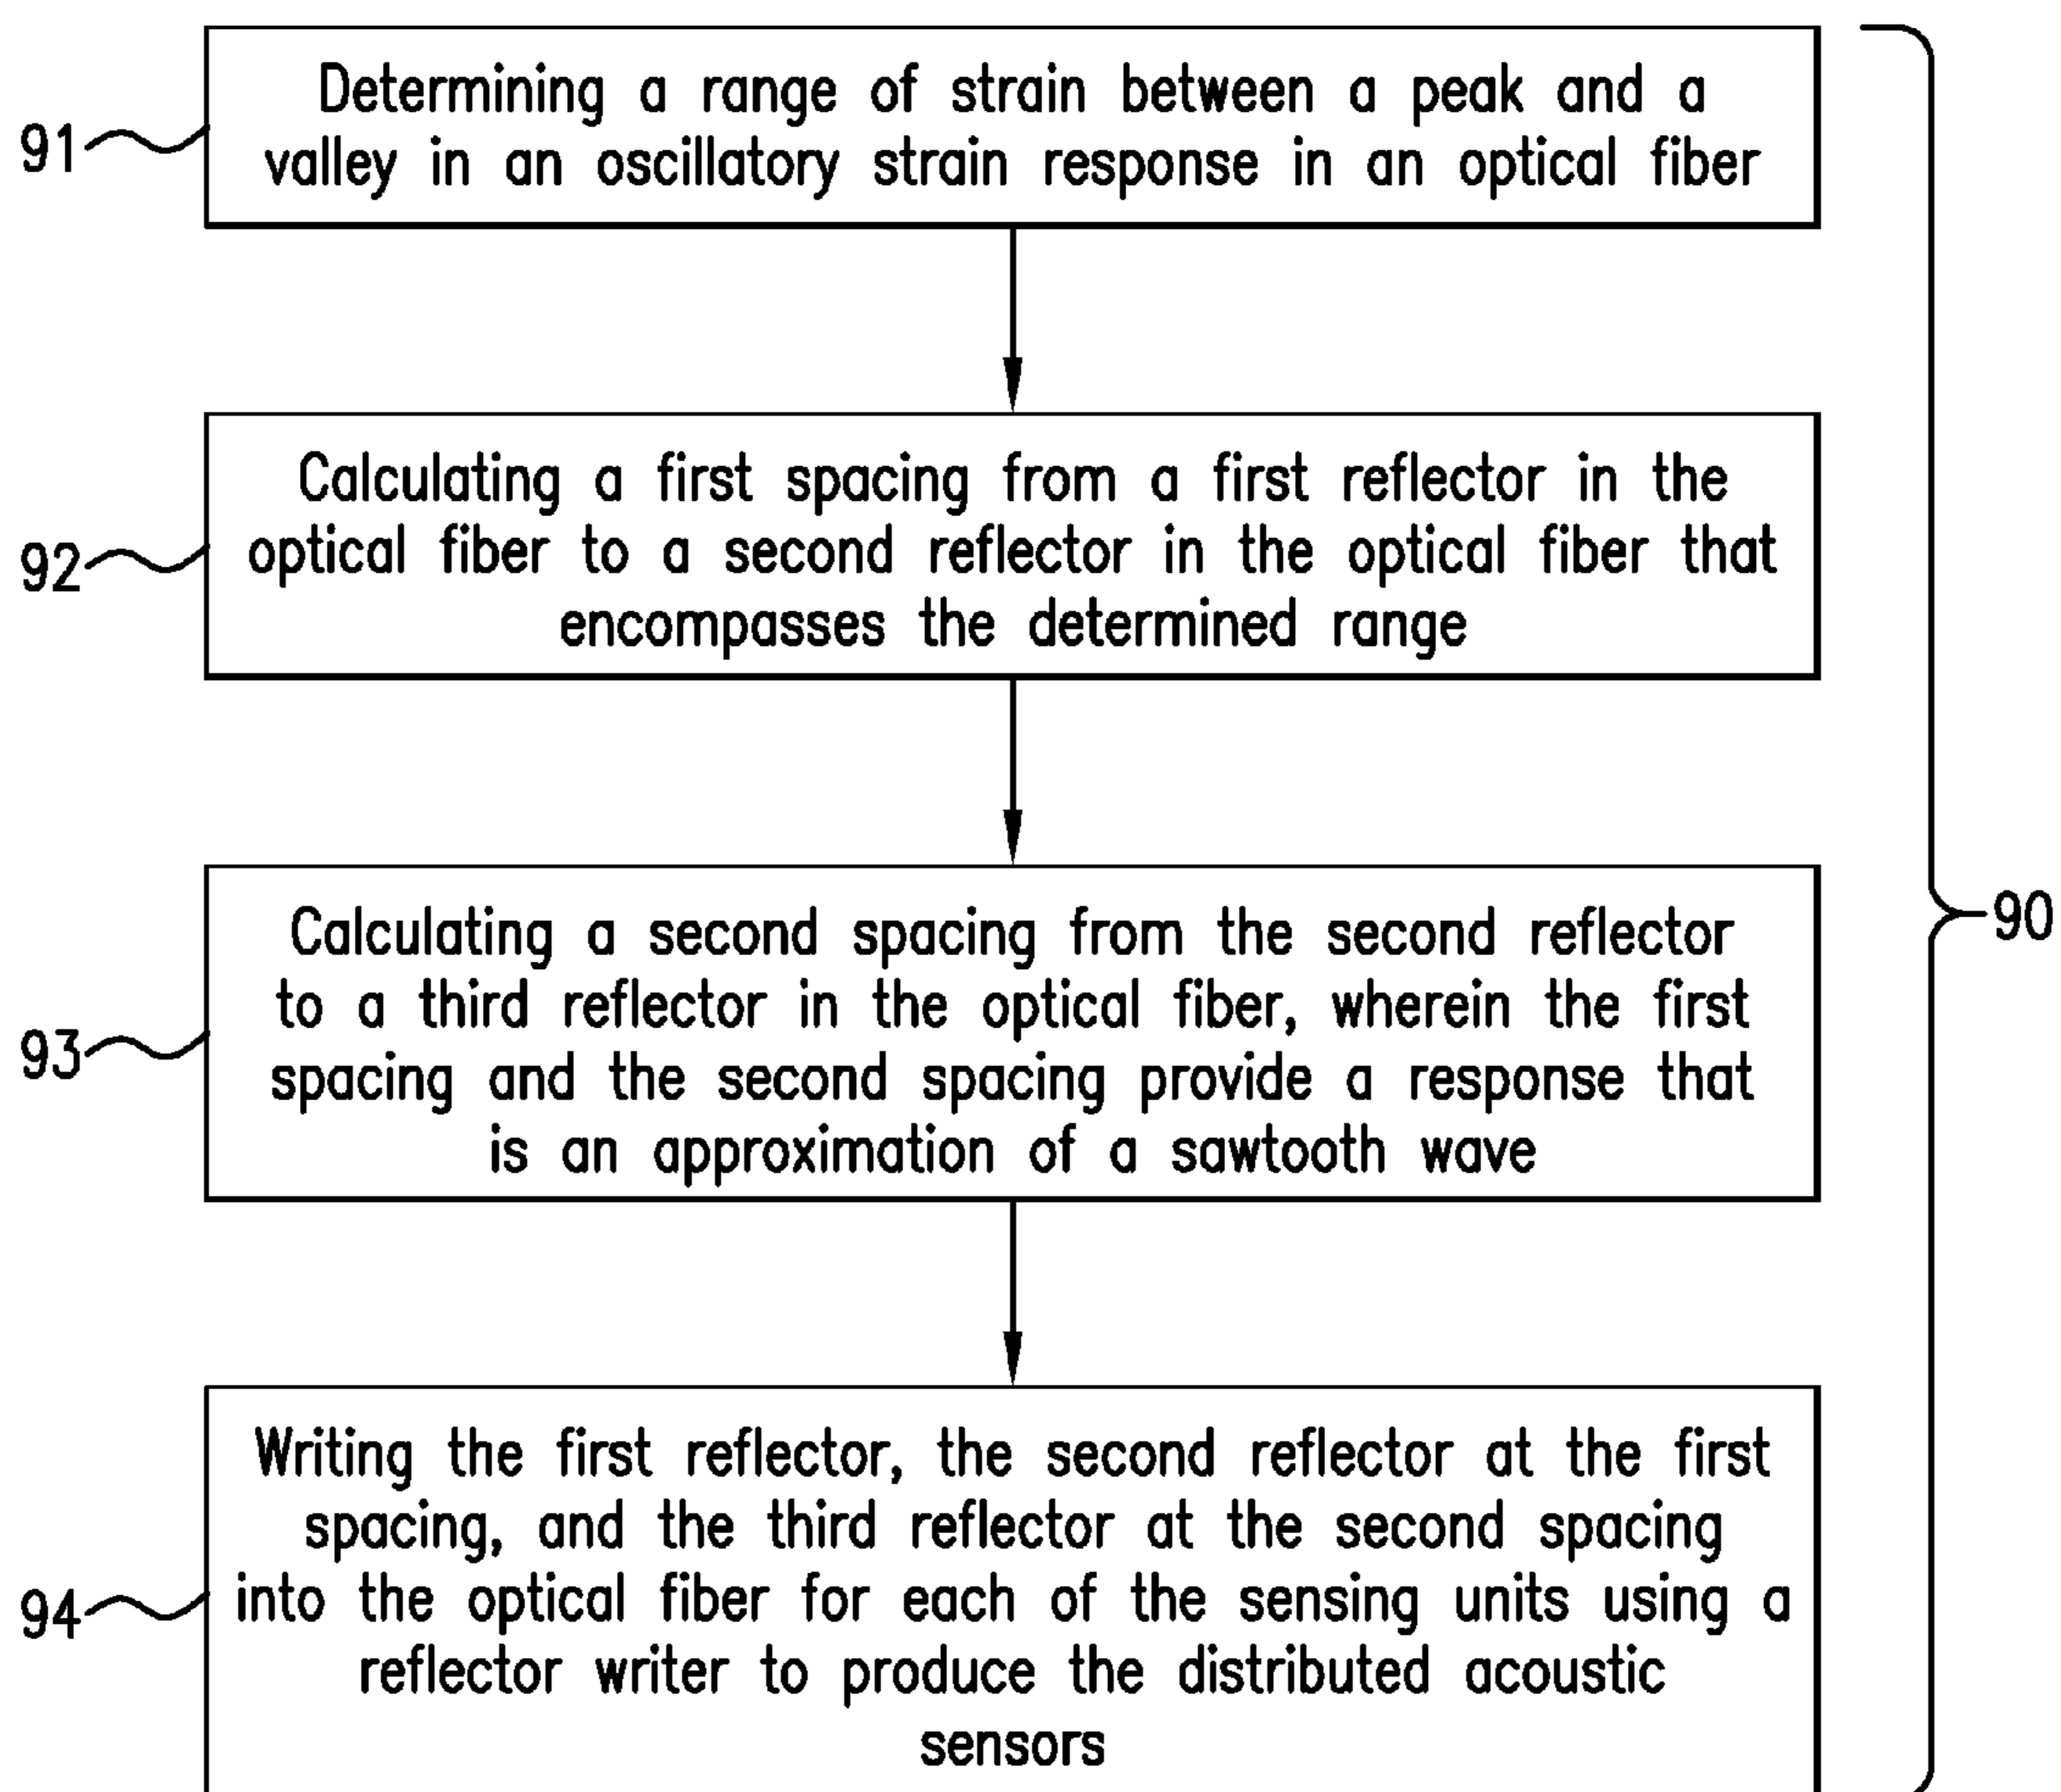 91
Determining a range of strain between a peak and a
valley in an oscillatory strain response in an optical fiber
92
Calculating a first spacing from a first reflector in the
optical fiber to a second reflector in the optical fiber that
encompasses the determined range
93
Calculating a second spacing from the second reflector
to a third reflector in the optical fiber, wherein the first
spacing and the second spacing provide a response that
is an approximation of a sawtooth wave
90
94
Writing the first reflector, the second reflector at the first
spacing, and the third reflector at the second spacing
into the optical fiber for each of the sensing units using a
reflector writer to produce the distributed acoustic
sensors